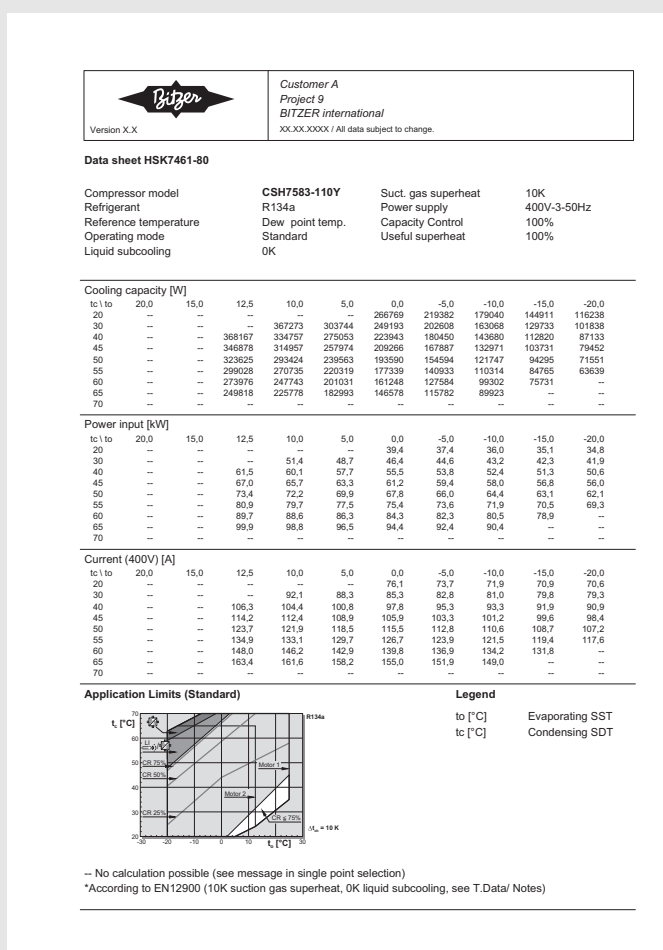 Bitzer
Version X.X
Customer A
Project 9
BITZER international
XX.XX.XXXX / All data subject to change.
Data sheet HSK7461-80
Compressor model CSH7583-110Y Suct. gas superheat 10K
Refrigerant R134a Power supply 400V-3-50Hz
Reference temperature Dew point temp. Capacity Control 100%
Operating mode Standard Useful superheat 100%
Liquid subcooling 0K
Cooling capacity [W]
tc \ to 20,0 15,0 12,5 10,0 5,0 0,0 -5,0 -10,0 -15,0 -20,0
20 -- -- -- -- -- 266769 219382 179040 144911 116238
30 -- -- -- 367273 303744 249193 202608 163068 129733 101838
40 -- -- 368167 334757 275053 223943 180450 143680 112820 87133
45 -- -- 346878 314957 257974 209266 167887 132971 103731 79452
50 -- -- 323625 293424 239563 193590 154594 121747 94295 71551
55 -- -- 299028 270735 220319 177339 140933 110314 84765 63639
60 -- -- 273976 247743 201031 161248 127584 99302 75731 --
65 -- -- 249818 225778 182993 146578 115782 89923 -- --
70 -- -- -- -- -- -- -- -- -- --
Power input [kW]
tc \ to 20,0 15,0 12,5 10,0 5,0 0,0 -5,0 -10,0 -15,0 -20,0
20 -- -- -- -- -- 39,4 37,4 36,0 35,1 34,8
30 -- -- -- 51,4 48,7 46,4 44,6 43,2 42,3 41,9
40 -- -- 61,5 60,1 57,7 55,5 53,8 52,4 51,3 50,6
45 -- -- 67,0 65,7 63,3 61,2 59,4 58,0 56,8 56,0
50 -- -- 73,4 72,2 69,9 67,8 66,0 64,4 63,1 62,1
55 -- -- 80,9 79,7 77,5 75,4 73,6 71,9 70,5 69,3
60 -- -- 89,7 88,6 86,3 84,3 82,3 80,5 78,9 --
65 -- -- 99,9 98,8 96,5 94,4 92,4 90,4 -- --
70 -- -- -- -- -- -- -- -- -- --
Current (400V) [A]
tc \ to 20,0 15,0 12,5 10,0 5,0 0,0 -5,0 -10,0 -15,0 -20,0
20 -- -- -- -- -- 76,1 73,7 71,9 70,9 70,6
30 -- -- -- 92,1 88,3 85,3 82,8 81,0 79,8 79,3
40 -- -- 106,3 104,4 100,8 97,8 95,3 93,3 91,9 90,9
45 -- -- 114,2 112,4 108,9 105,9 103,3 101,2 99,6 98,4
50 -- -- 123,7 121,9 118,5 115,5 112,8 110,6 108,7 107,2
55 -- -- 134,9 133,1 129,7 126,7 123,9 121,5 119,4 117,6
60 -- -- 148,0 146,2 142,9 139,8 136,9 134,2 131,8 --
65 -- -- 163,4 161,6 158,2 155,0 151,9 149,0 -- --
70 -- -- -- -- -- -- -- -- -- --
Application Limits (Standard) Legend
to [°C] Evaporating SST
tc [°C] Condensing SDT
70
tc [°C]
R134a
60
LI
CR 75%
50
Motor 1
CR 50%
40
Motor 2
30
CR 25%
CR ≦ 75%
Δtoh = 10 K
20
-30 -20 -10 0 10 to [°C] 30
-- No calculation possible (see message in single point selection)
*According to EN12900 (10K suction gas superheat, 0K liquid subcooling, see T.Data/ Notes)